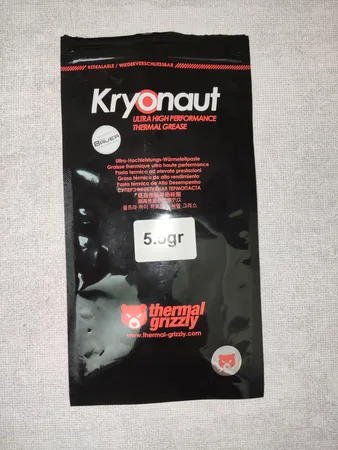 RESEALABLE / WIEDERVERSCHLIESSBAR
Kryonaut
ULTRA HIGH PERFORMANCE
THERMAL GREASE
Ultra-Hochleistungs-Wärmeleitpaste
Graisse thermique ultra haute performance
Pasta termica ad elevate prestazioni
Grasa térmica de alto rendimiento
Pasta térmica de Alto Desempenho
СУПЕРЭФФЕКТИВНАЯ ТЕРМОПАСТА
5.5gr
thermal
grizzly
www.thermal-grizzly.com